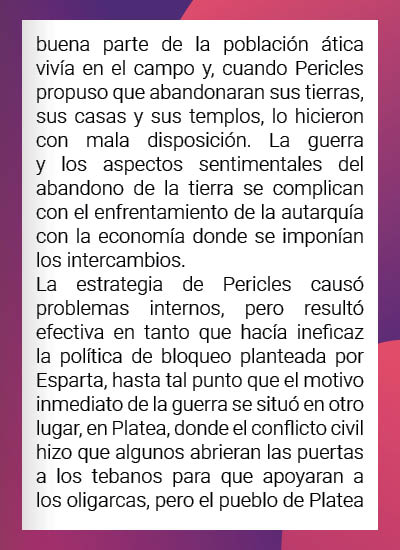 buena parte de la población ática
vivía en el campo y, cuando Pericles
propuso que abandonaran sus tierras,
sus casas y sus templos, lo hicieron
con mala disposición. La guerra
y los aspectos sentimentales del
abandono de la tierra se complican
con el enfrentamiento de la autarquía
con la economía donde se imponían
los intercambios.
La estrategia de Pericles causó
problemas internos, pero resultó
efectiva en tanto que hacía ineficaz
la política de bloqueo planteada por
Esparta, hasta tal punto que el motivo
inmediato de la guerra se situó en otro
lugar, en Platea, donde el conflicto civil
hizo que algunos abrieran las puertas
a los tebanos para que apoyaran a
los oligarcas, pero el pueblo de Platea